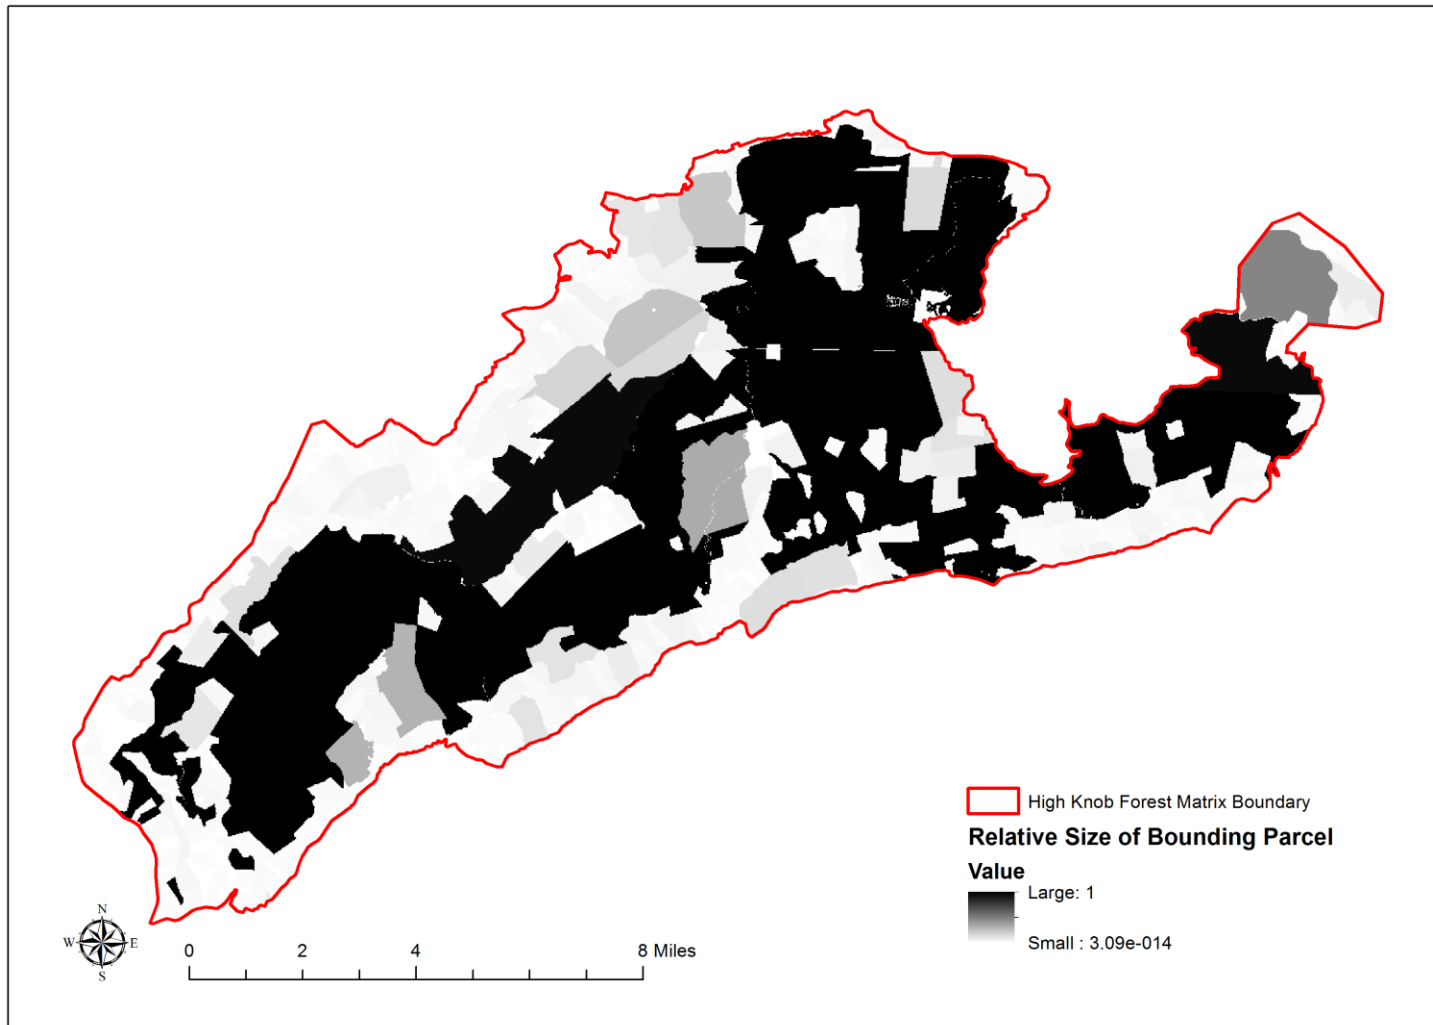 High Knob Forest Matrix Boundary
Relative Size of Bounding Parcel
Value
Large: 1
Small : 3.09e-014
N
W E
S
0 2 4 8 Miles